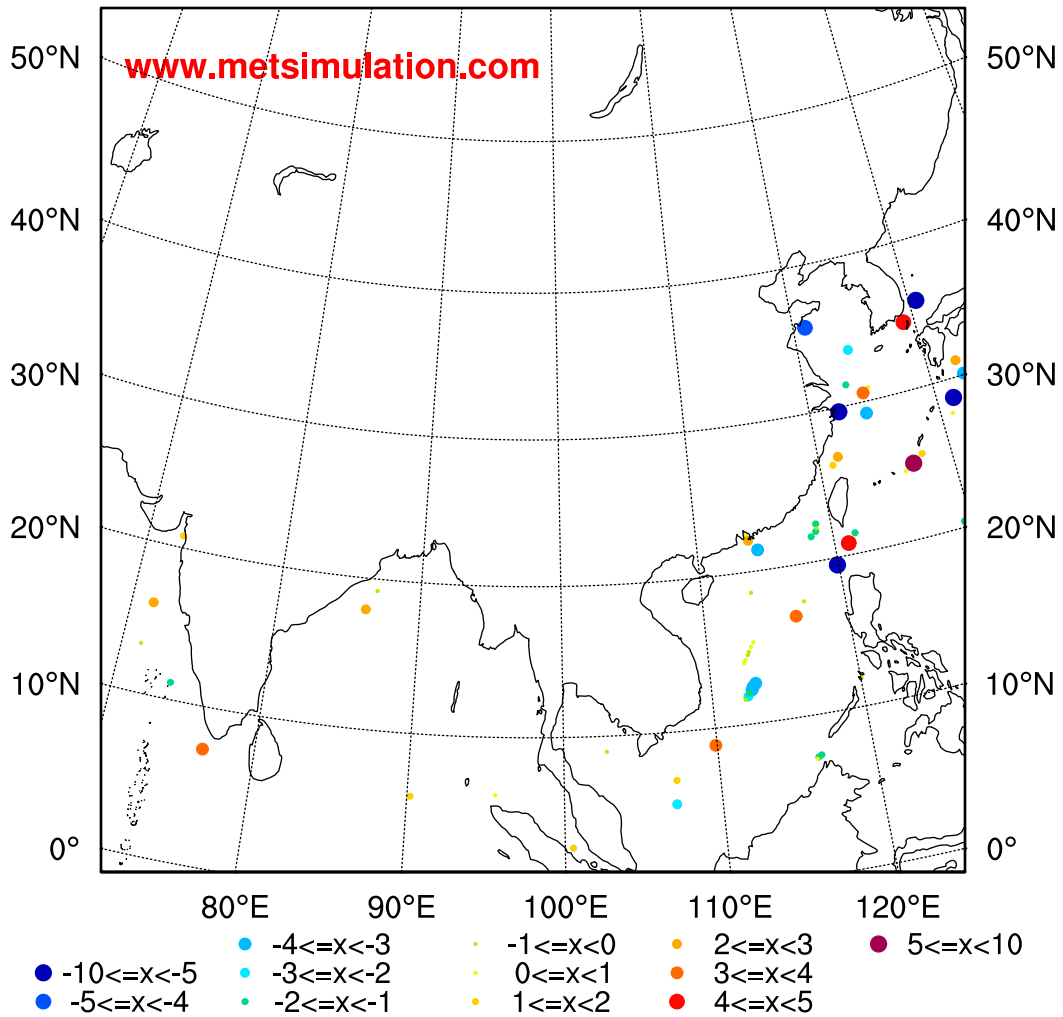 www.metsimulation.com
50°N 50°N
40°N 40°N
30°N 30°N
20°N 20°N
10°N 10°N
0° 0°
80°E 90°E 100°E 110°E 120°E
-4<=x<-3 -1<=x<0 2<=x<3 5<=x<10
-10<=x<-5 -3<=x<-2 0<=x<1 3<=x<4
-5<=x<-4 -2<=x<-1 1<=x<2 4<=x<5